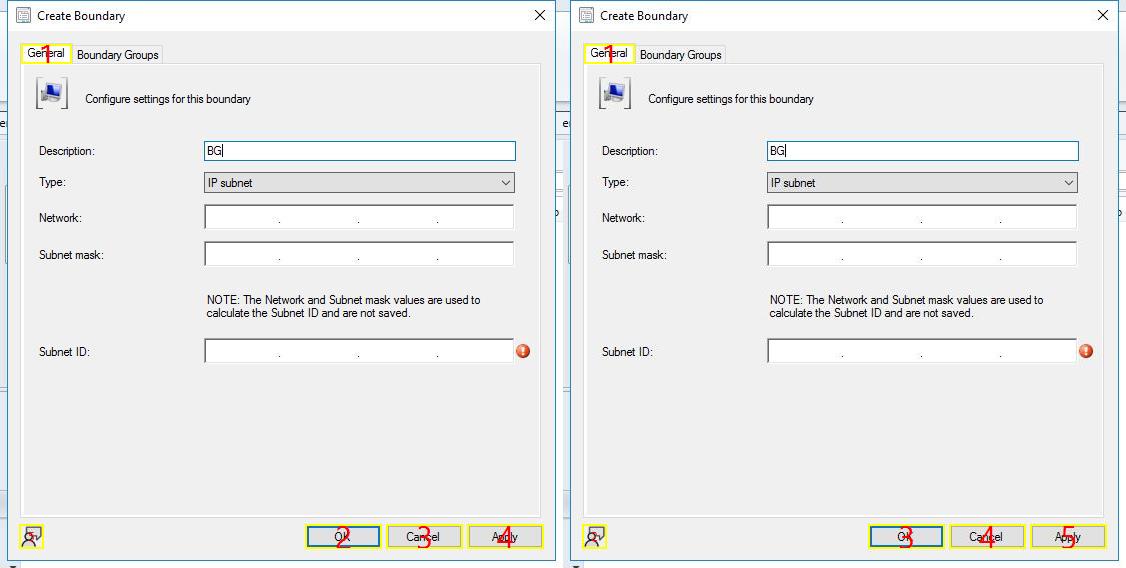 Create Boundary
General 1
Boundary Groups
Configure settings for this boundary
Description: BG
Type: IP subnet
Network: . . .
Subnet mask: . . .
NOTE: The Network and Subnet mask values are used to
calculate the Subnet ID and are not saved.
Subnet ID: . . .
OK 2
Cancel 3
Apply 4
Create Boundary
General 1
Boundary Groups
Configure settings for this boundary
Description: BG
Type: IP subnet
Network: . . .
Subnet mask: . . .
NOTE: The Network and Subnet mask values are used to
calculate the Subnet ID and are not saved.
Subnet ID: . . .
OK 3
Cancel 4
Apply 5